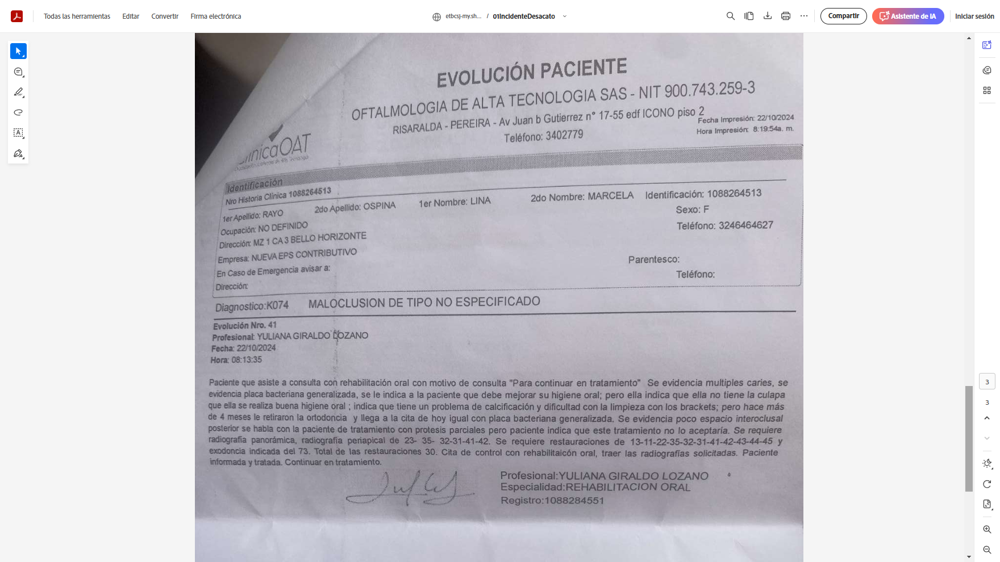 Todas las herramientas Editar Convertir Firma electrónica etbcsj-my.sh... / 01IncidenteDesacato Compartir Asistente de IA Iniciar sesión
EVOLUCIÓN PACIENTE
OFTALMOLOGIA DE ALTA TECNOLOGIA SAS - NIT 900.743.259-3
RISARALDA - PEREIRA - Av Juan b Gutierrez n° 17-55 edf ICONO piso 2
Fecha Impresión: 22/10/2024
Teléfono: 3402779
Hora Impresión: 8:19:54a. m.
ClínicaOAT
Identificación
Nro Historia Clínica 1088264513
1er Apellido: RAYO 2do Apellido: OSPINA 1er Nombre: LINA 2do Nombre: MARCELA Identificación: 1088264513
Sexo: F
Ocupación: NO DEFINIDO
Teléfono: 3246464627
Dirección: MZ 1 CA 3 BELLO HORIZONTE
Empresa: NUEVA EPS CONTRIBUTIVO
Parentesco:
En Caso de Emergencia avisar a:
Teléfono:
Dirección:
Diagnostico:K074 MALOCLUSION DE TIPO NO ESPECIFICADO
Evolución Nro. 41
Profesional: YULIANA GIRALDO LOZANO
Fecha: 22/10/2024
Hora: 08:13:35
Paciente que asiste a consulta con rehabilitación oral con motivo de consulta "Para continuar en tratamiento" Se evidencia multiples caries, se
evidencia placa bacteriana generalizada, se le indica a la paciente que debe mejorar su higiene oral; pero ella indica que ella no tiene la culapa
que ella se realiza buena higiene oral ; indica que tiene un problema de calcificación y dificultad con la limpieza con los brackets; pero hace más
de 4 meses le retiraron la ortodoncia y llega a la cita de hoy igual con placa bacteriana generalizada. Se evidencia poco espacio interoclusal
posterior se habla con la paciente de tratamiento con protesis parciales pero paciente indica que este tratamiento no lo aceptaría. Se requiere
radiografía panorámica, radiografía periapical de 23- 35- 32-31-41-42. Se requiere restauraciones de 13-11-22-35-32-31-41-42-43-44-45 y
exodoncia indicada del 73. Total de las restauraciones 30. Cita de control con rehabilitaicón oral, traer las radiografías solicitadas. Paciente
informada y tratada. Continuar en tratamiento.
Profesional:YULIANA GIRALDO LOZANO
Especialidad:REHABILITACION ORAL
Registro:1088284551
3
3